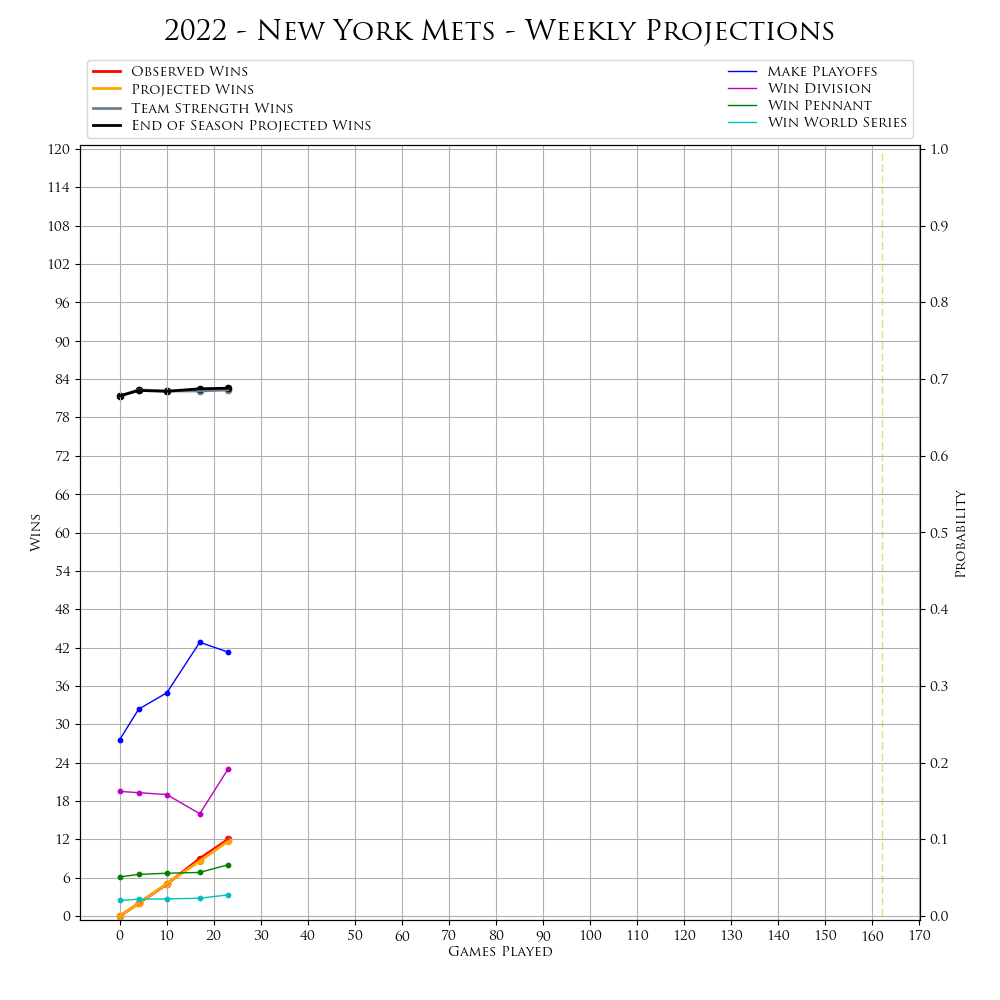 2022 - New York Mets - Weekly Projections
Observed Wins
Projected Wins
Team Strength Wins
End of Season Projected Wins
Make Playoffs
Win Division
Win Pennant
Win World Series
120
114
108
102
96
90
84
78
72
66
60
54
48
42
36
30
24
18
12
6
0
Wins
1.0
0.9
0.8
0.7
0.6
0.5
0.4
0.3
0.2
0.1
0.0
Probability
0 10 20 30 40 50 60 70 80 90 100 110 120 130 140 150 160 170
Games Played